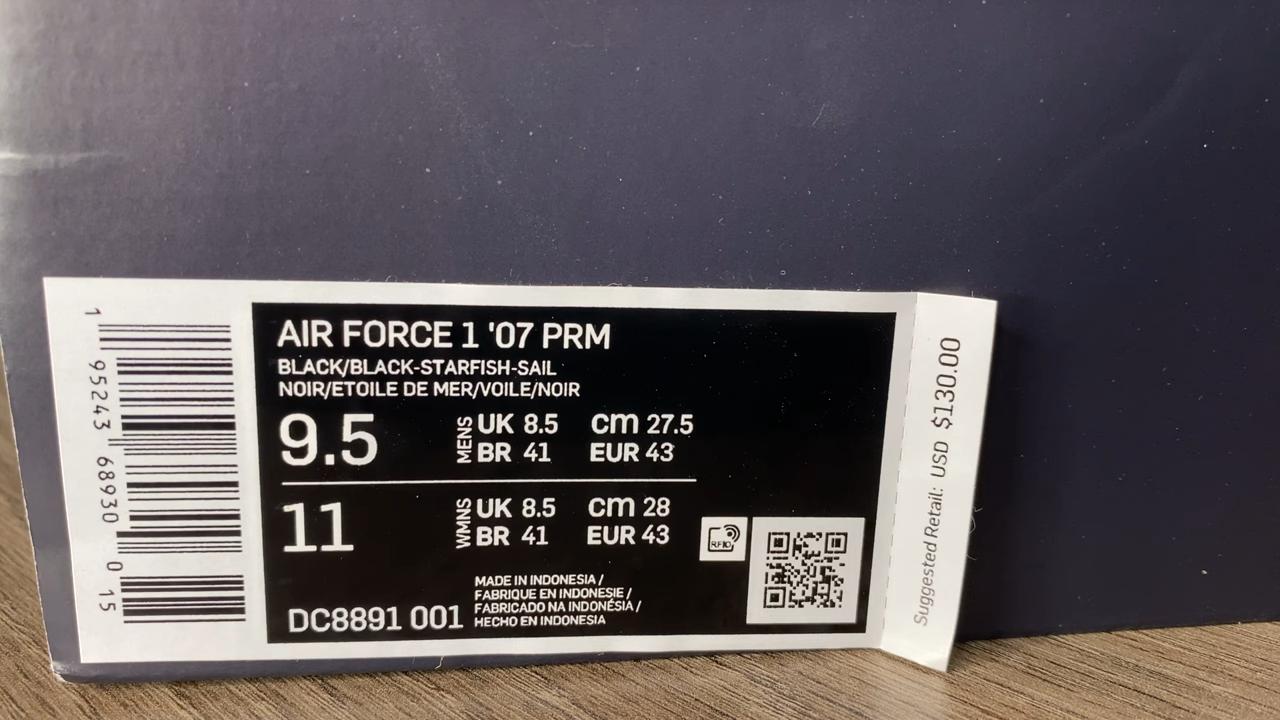 1 95243 68930 0 15
AIR FORCE 1 '07 PRM
BLACK/BLACK-STARFISH-SAIL
NOIR/ETOILE DE MER/VOILE/NOIR
9.5
MENS
UK 8.5 cm 27.5
BR 41 EUR 43
11
WMNS
UK 8.5 cm 28
BR 41 EUR 43
RFID
DC8891 001
MADE IN INDONESIA /
FABRIQUE EN INDONESIE /
FABRICADO NA INDONÉSIA /
HECHO EN INDONESIA
Suggested Retail: USD $130.00